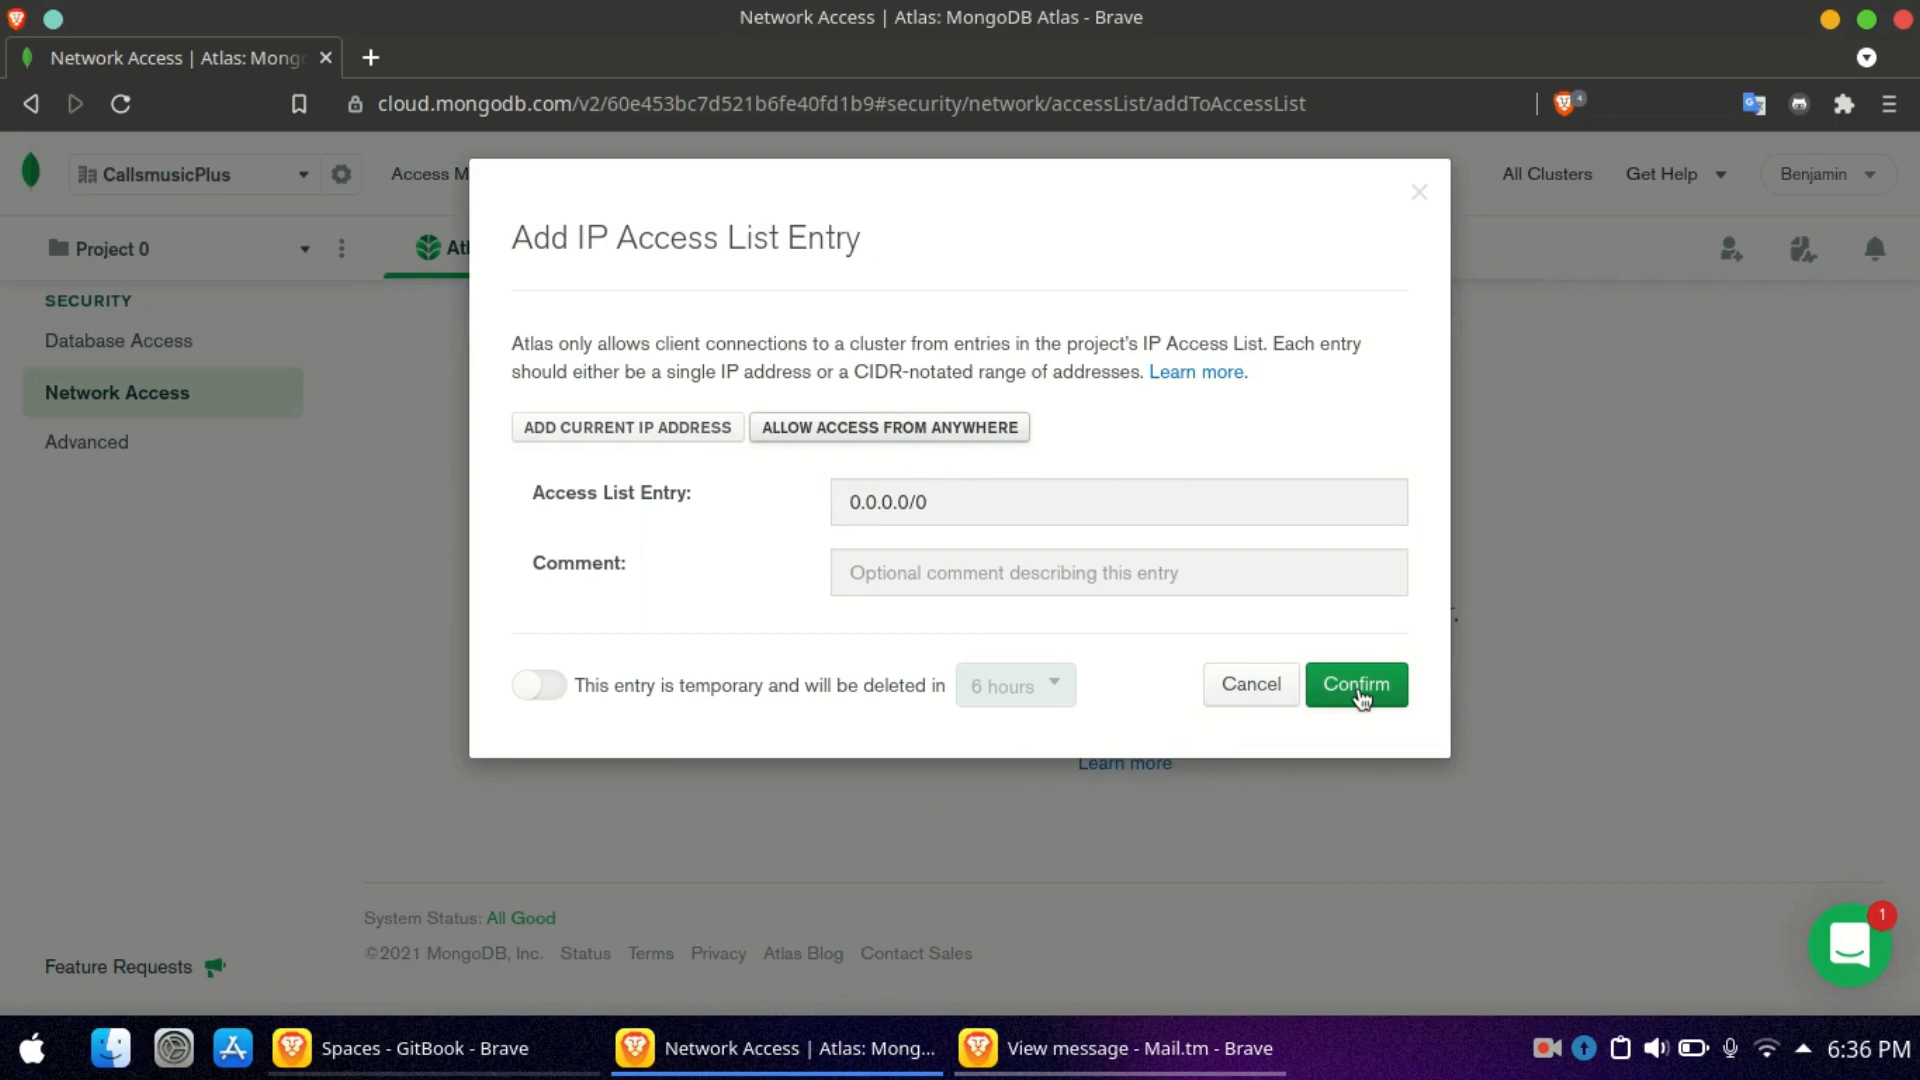 Network Access | Atlas: MongoDB Atlas - Brave
Network Access | Atlas: Mong
cloud.mongodb.com/v2/60e453bc7d521b6fe40fd1b9#security/network/accessList/addToAccessList
4
CallsmusicPlus
Access M
All Clusters
Get Help
Benjamin
Project 0
Atl
SECURITY
Database Access
Network Access
Advanced
Add IP Access List Entry
Atlas only allows client connections to a cluster from entries in the project's IP Access List. Each entry
should either be a single IP address or a CIDR-notated range of addresses. Learn more.
ADD CURRENT IP ADDRESS
ALLOW ACCESS FROM ANYWHERE
Access List Entry:
0.0.0.0/0
Comment:
Optional comment describing this entry
This entry is temporary and will be deleted in
6 hours
Cancel
Confirm
Learn more
System Status: All Good
©2021 MongoDB, Inc. Status Terms Privacy Atlas Blog Contact Sales
Feature Requests
1
Spaces - GitBook - Brave
Network Access | Atlas: Mong...
View message - Mail.tm - Brave
6:36 PM